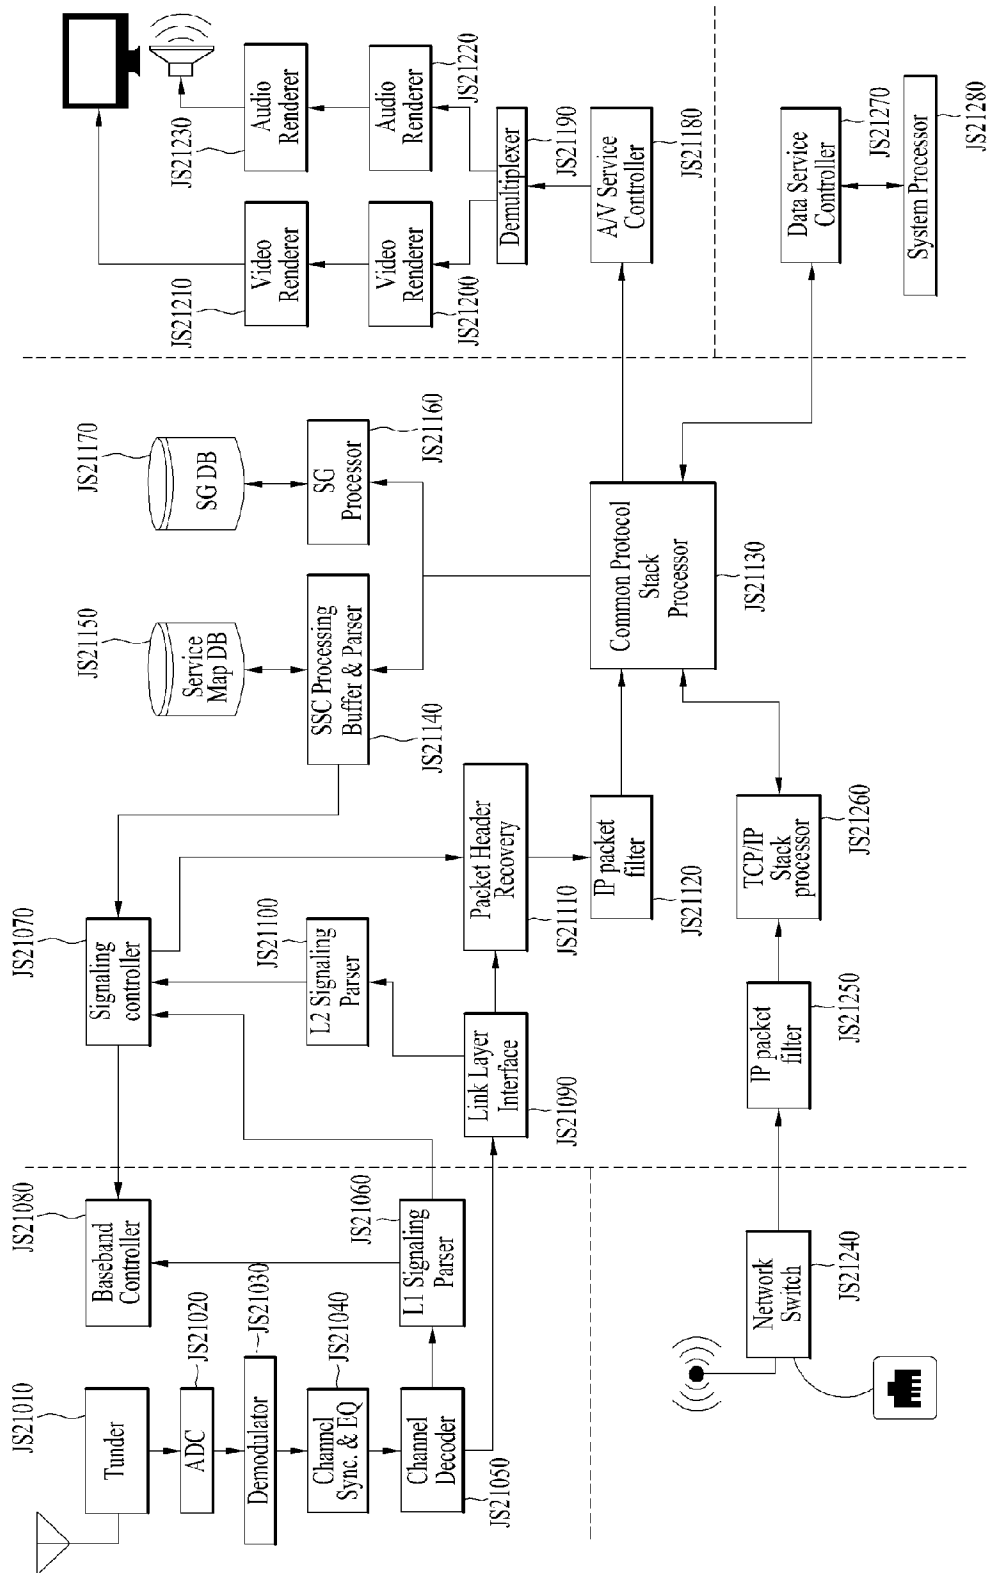 JS21010
Tunder
JS21020
ADC
JS21030
Demodulator
JS21040
Channel
Sync. & EQ
Channel
Decoder
JS21050
JS21080
Baseband
Controller
JS21060
L1 Signaling
Parser
JS21070
Signaling
controller
JS21100
L2 Signaling
Parser
Link Layer
Interface
JS21090
Packet Header
Recovery
JS21110
IP packet
filter
JS21120
JS21150
Service
Map DB
SSC Processing
Buffer & Parser
JS21140
JS21170
SG DB
JS21160
SG
Processor
Common Protocol
Stack
Processor
JS21130
JS21210
Video
Renderer
Video
Renderer
JS21200
JS21230
Audio
Renderer
Audio
Renderer
JS21220
Demultiplexer
JS21190
A/V Service
Controller
JS21180
Network
Switch
JS21240
IP packet
filter
JS21250
TCP/IP
Stack
processor
JS21260
Data Service
Controller
JS21270
System Processor
JS21280